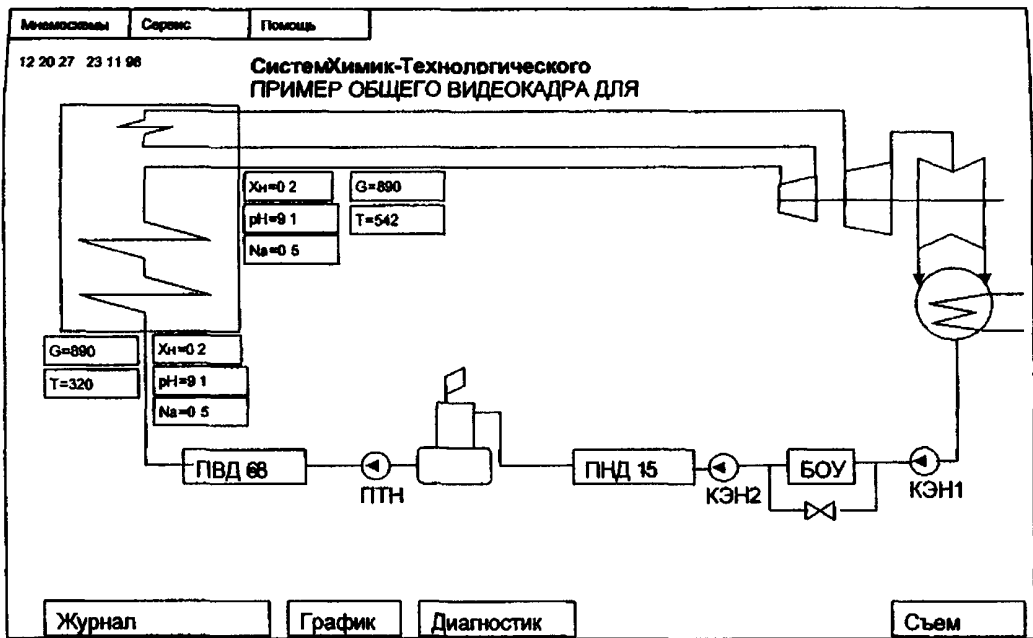 Мнемосхемы Сервис Помощь
12 20 27 23 11 98
СистемХимик-Технологического
ПРИМЕР ОБЩЕГО ВИДЕОКАДРА ДЛЯ
Хн=0 2 G=890
pH=9 1 T=542
Na=0 5
G=890 Хн=0 2
T=320 pH=9 1
Na=0 5
ПВД 68
ПТН
ПНД 15
КЭН2
БОУ
КЭН1
Журнал График Диагностик Съем